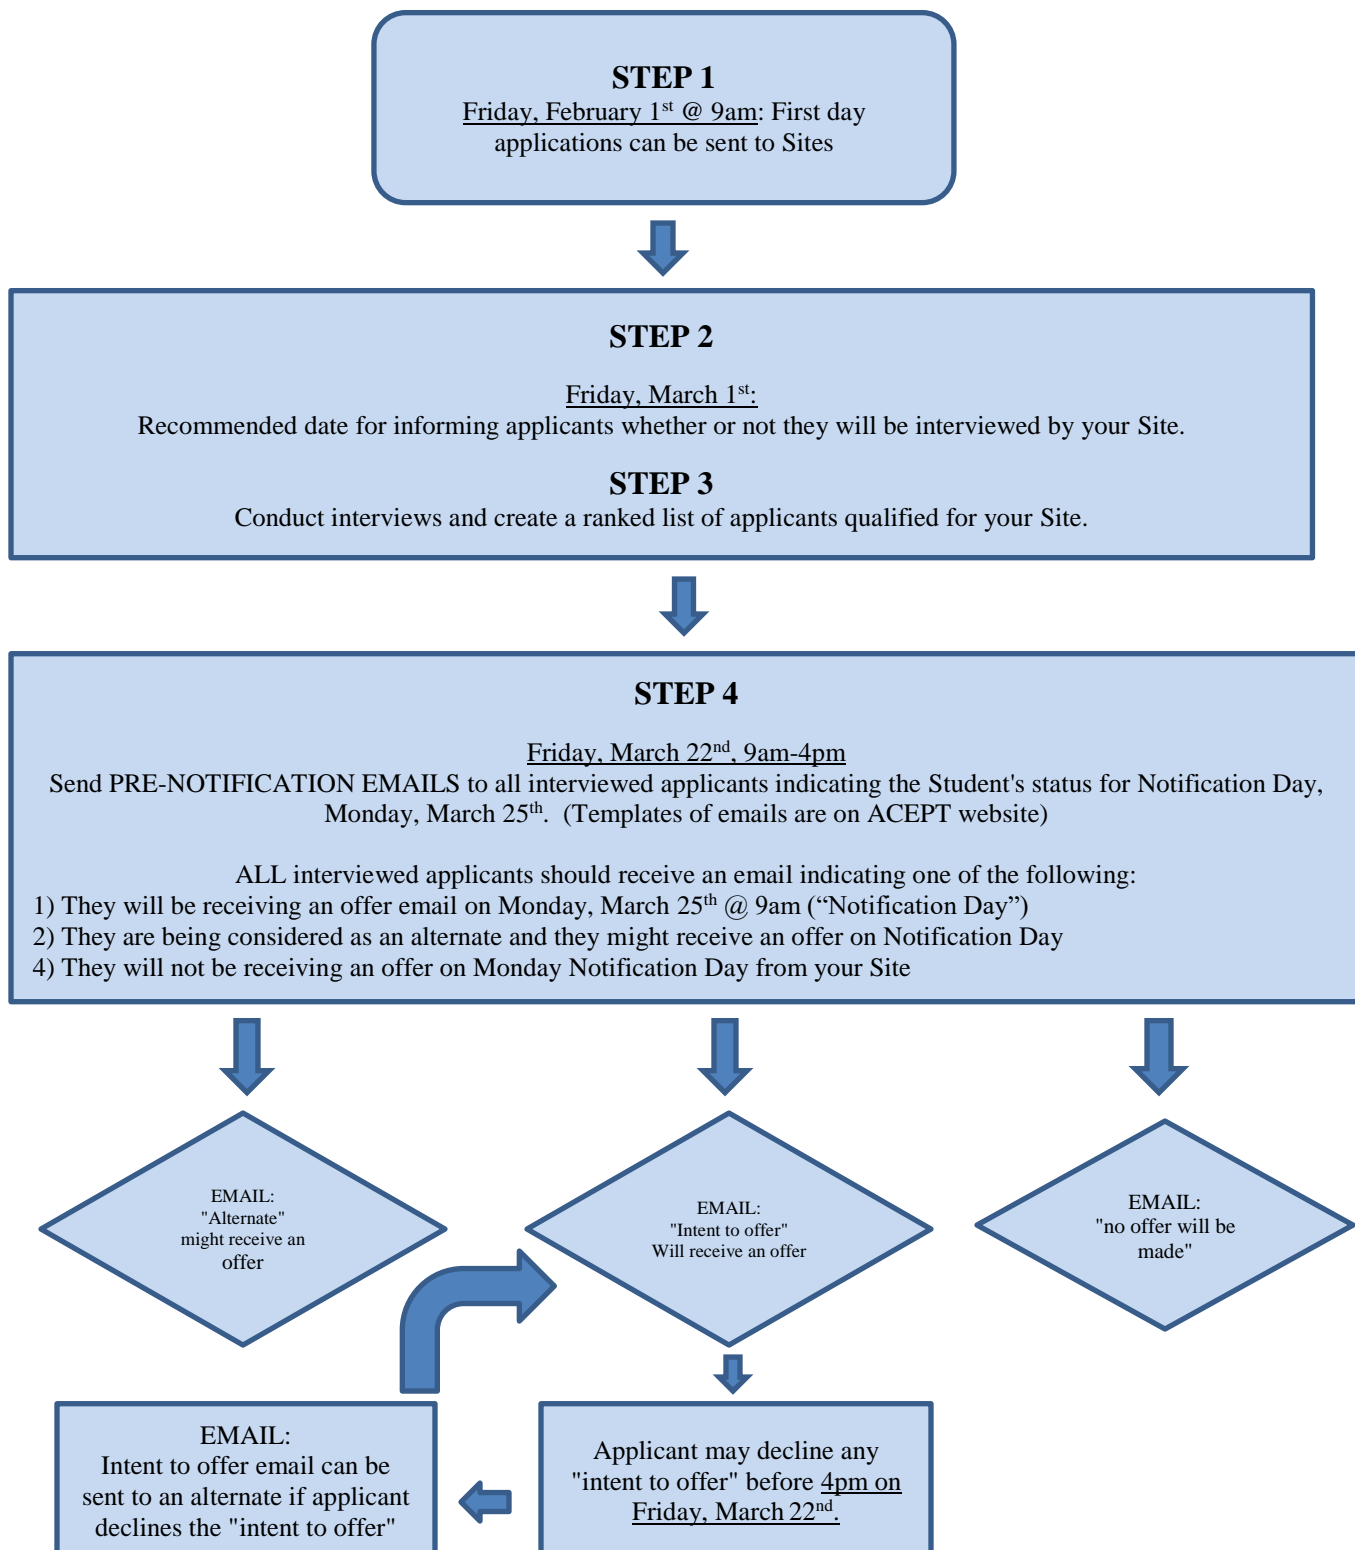 STEP 1
Friday, February 1st @ 9am: First day
applications can be sent to Sites
STEP 2
Friday, March 1st:
Recommended date for informing applicants whether or not they will be interviewed by your Site.
STEP 3
Conduct interviews and create a ranked list of applicants qualified for your Site.
STEP 4
Friday, March 22nd, 9am-4pm
Send PRE-NOTIFICATION EMAILS to all interviewed applicants indicating the Student's status for Notification Day,
Monday, March 25th. (Templates of emails are on ACEPT website)
ALL interviewed applicants should receive an email indicating one of the following:
1) They will be receiving an offer email on Monday, March 25th @ 9am (“Notification Day”)
2) They are being considered as an alternate and they might receive an offer on Notification Day
4) They will not be receiving an offer on Monday Notification Day from your Site
EMAIL:
"Alternate"
might receive an
offer
EMAIL:
"Intent to offer"
Will receive an offer
EMAIL:
"no offer will be
made"
EMAIL:
Intent to offer email can be
sent to an alternate if applicant
declines the "intent to offer"
Applicant may decline any
"intent to offer" before 4pm on
Friday, March 22nd.